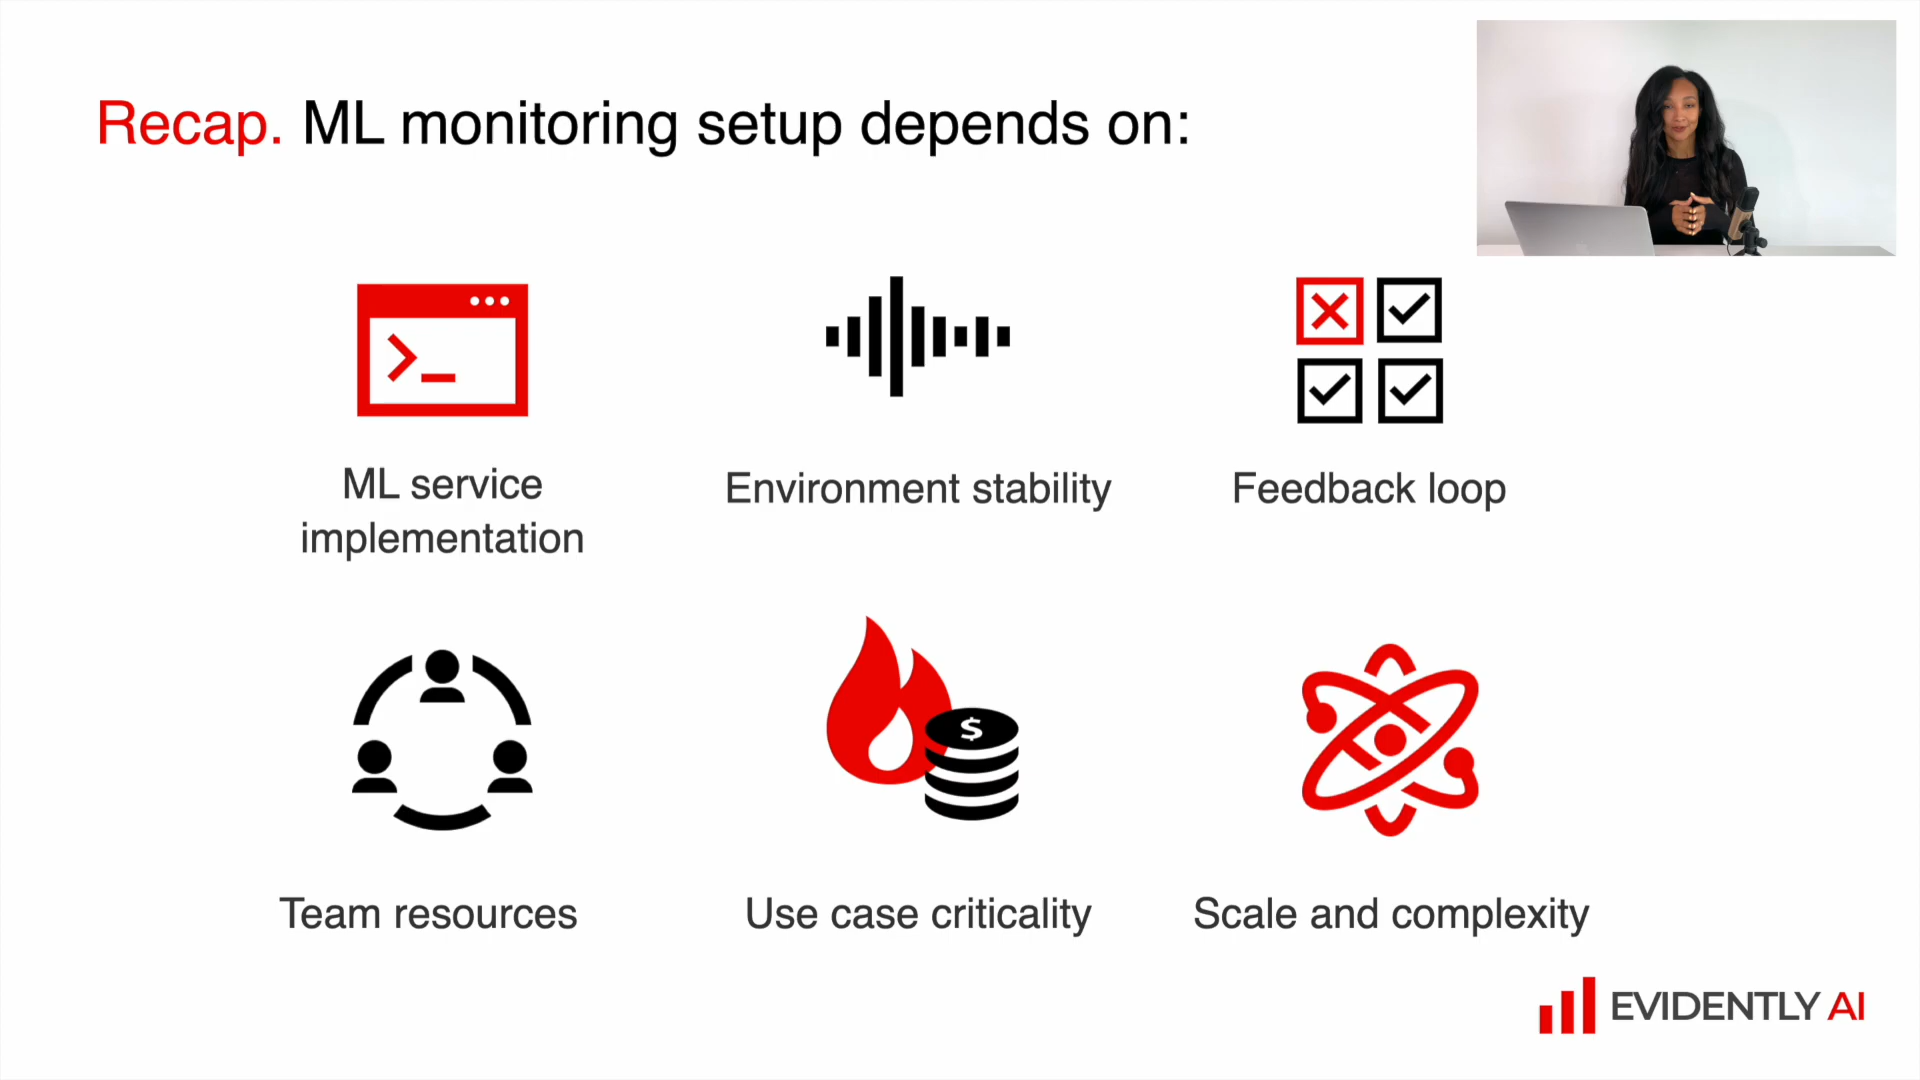 Recap. ML monitoring setup depends on:
ML service
implementation
Environment stability
Feedback loop
$
Team resources
Use case criticality
Scale and complexity
EVIDENTLY AI